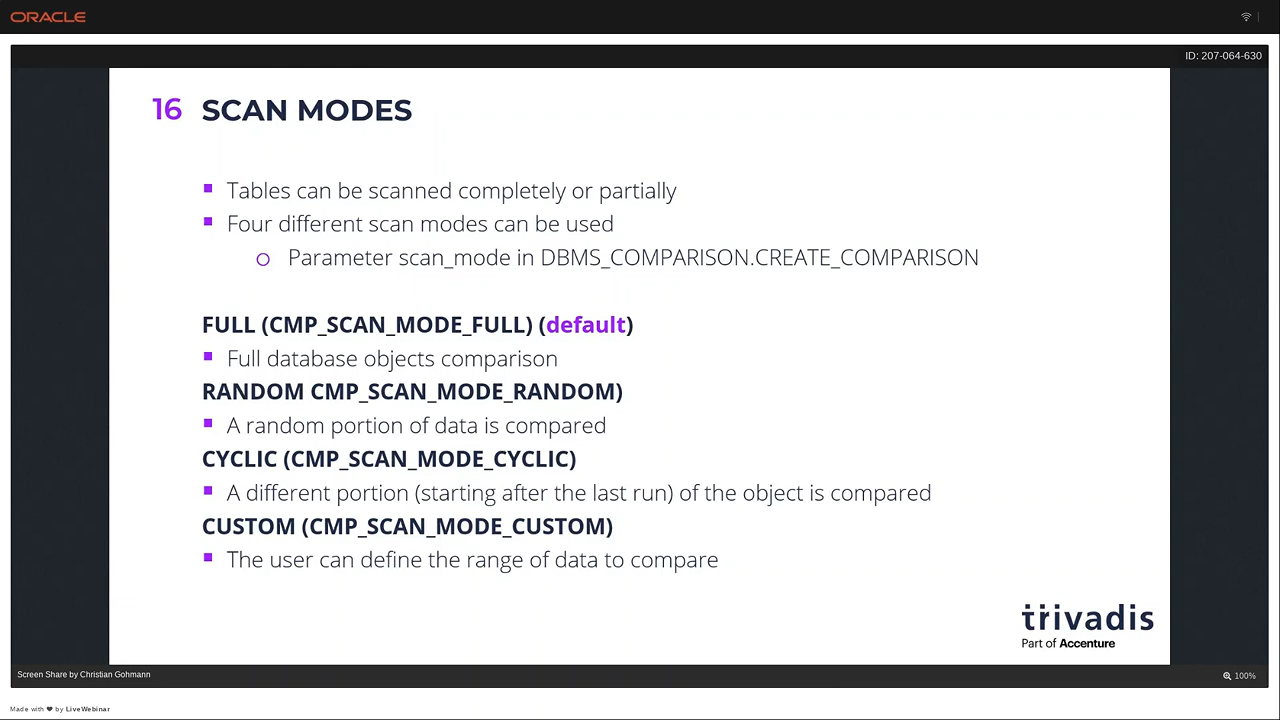 ORACLE
ID: 207-064-630
16 SCAN MODES
Tables can be scanned completely or partially
Four different scan modes can be used
Parameter scan_mode in DBMS_COMPARISON.CREATE_COMPARISON
FULL (CMP_SCAN_MODE_FULL) (default)
Full database objects comparison
RANDOM CMP_SCAN_MODE_RANDOM)
A random portion of data is compared
CYCLIC (CMP_SCAN_MODE_CYCLIC)
A different portion (starting after the last run) of the object is compared
CUSTOM (CMP_SCAN_MODE_CUSTOM)
The user can define the range of data to compare
trivadis
Part of Accenture
Screen Share by Christian Gohmann
100%
Made with ❤ by LiveWebinar